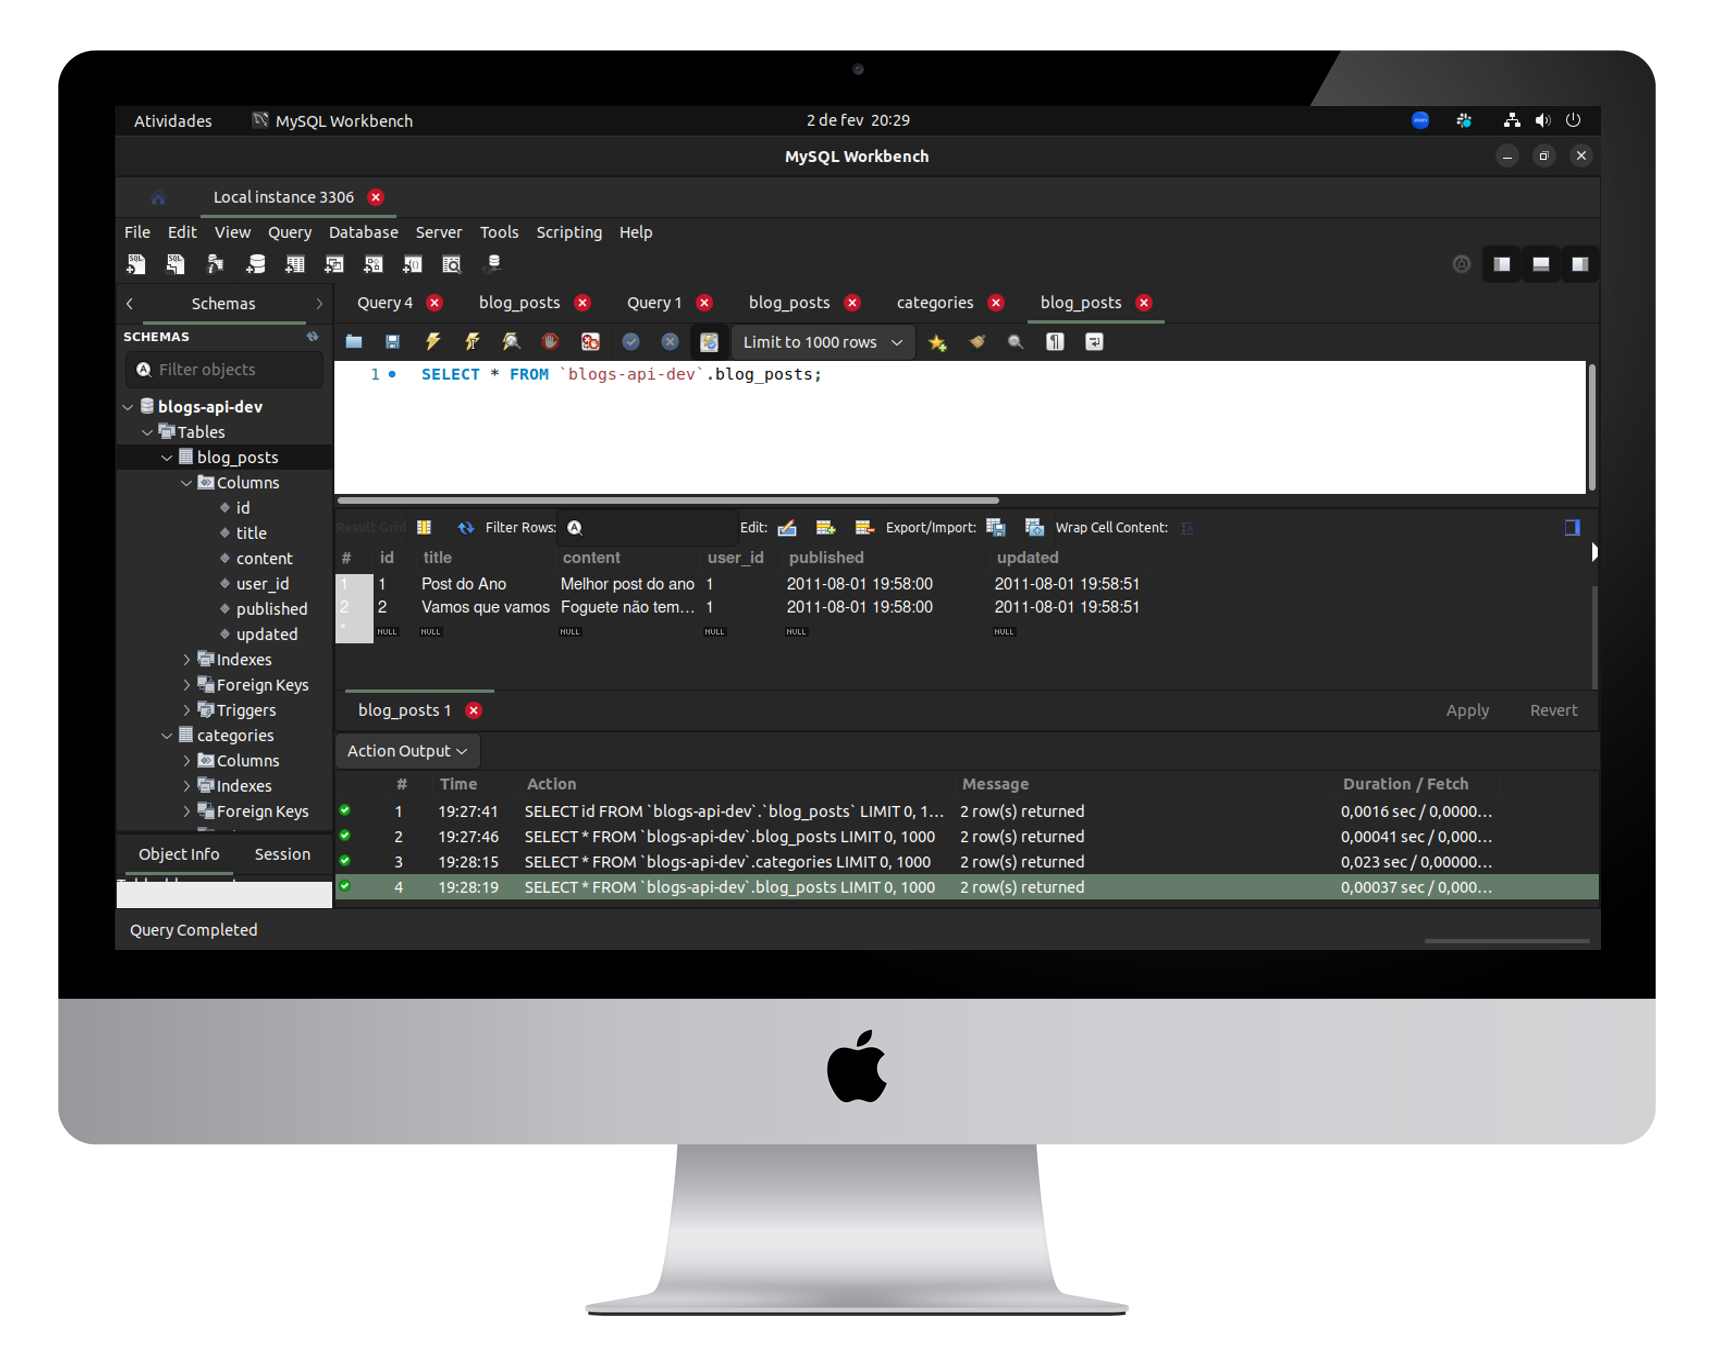 Atividades MySQL Workbench 2 de fev 20:29
MySQL Workbench
Local instance 3306
File Edit View Query Database Server Tools Scripting Help
Schemas Query 4 blog_posts Query 1 blog_posts categories blog_posts
SCHEMAS
Limit to 1000 rows
Filter objects
1 SELECT * FROM `blogs-api-dev`.blog_posts;
blogs-api-dev
Tables
blog_posts
Columns
id
title
content
user_id
published
updated
Indexes
Foreign Keys
Triggers
categories
Columns
Indexes
Foreign Keys
Result Grid Filter Rows: Edit: Export/Import: Wrap Cell Content:
# id title content user_id published updated
1 1 Post do Ano Melhor post do ano 1 2011-08-01 19:58:00 2011-08-01 19:58:51
2 2 Vamos que vamos Foguete não tem... 1 2011-08-01 19:58:00 2011-08-01 19:58:51
* NULL NULL NULL NULL NULL NULL
blog_posts 1 Apply Revert
Action Output
# Time Action Message Duration / Fetch
1 19:27:41 SELECT id FROM `blogs-api-dev`.`blog_posts` LIMIT 0, 1... 2 row(s) returned 0,0016 sec / 0,0000...
2 19:27:46 SELECT * FROM `blogs-api-dev`.blog_posts LIMIT 0, 1000 2 row(s) returned 0,00041 sec / 0,000...
3 19:28:15 SELECT * FROM `blogs-api-dev`.categories LIMIT 0, 1000 2 row(s) returned 0,023 sec / 0,00000...
4 19:28:19 SELECT * FROM `blogs-api-dev`.blog_posts LIMIT 0, 1000 2 row(s) returned 0,00037 sec / 0,000...
Object Info Session
Query Completed